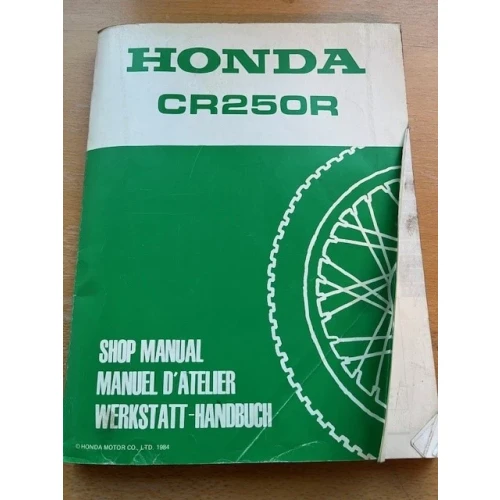 HONDA
CR250R
SHOP MANUAL
MANUEL D'ATELIER
WERKSTATT-HANDBUCH
© HONDA MOTOR CO., LTD. 1984